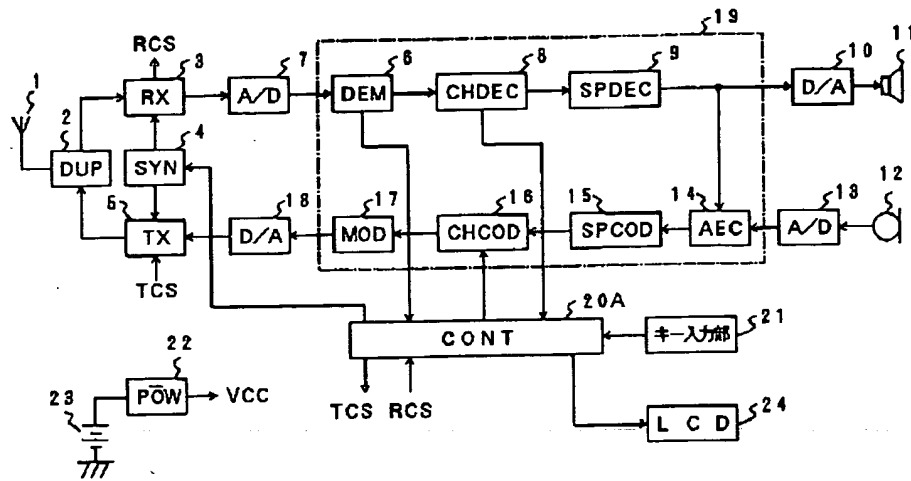 19
11
RCS
3
7
6
8
9
10
1
RX
A/D
DEM
CHDEC
SPDEC
D/A
2
4
DUP
SYN
12
5
18
17
16
15
14
13
TX
D/A
MOD
CHCOD
SPCOD
AEC
A/D
TCS
20A
21
CONT
キー入力部
22
POW
VCC
TCS
RCS
24
23
LCD